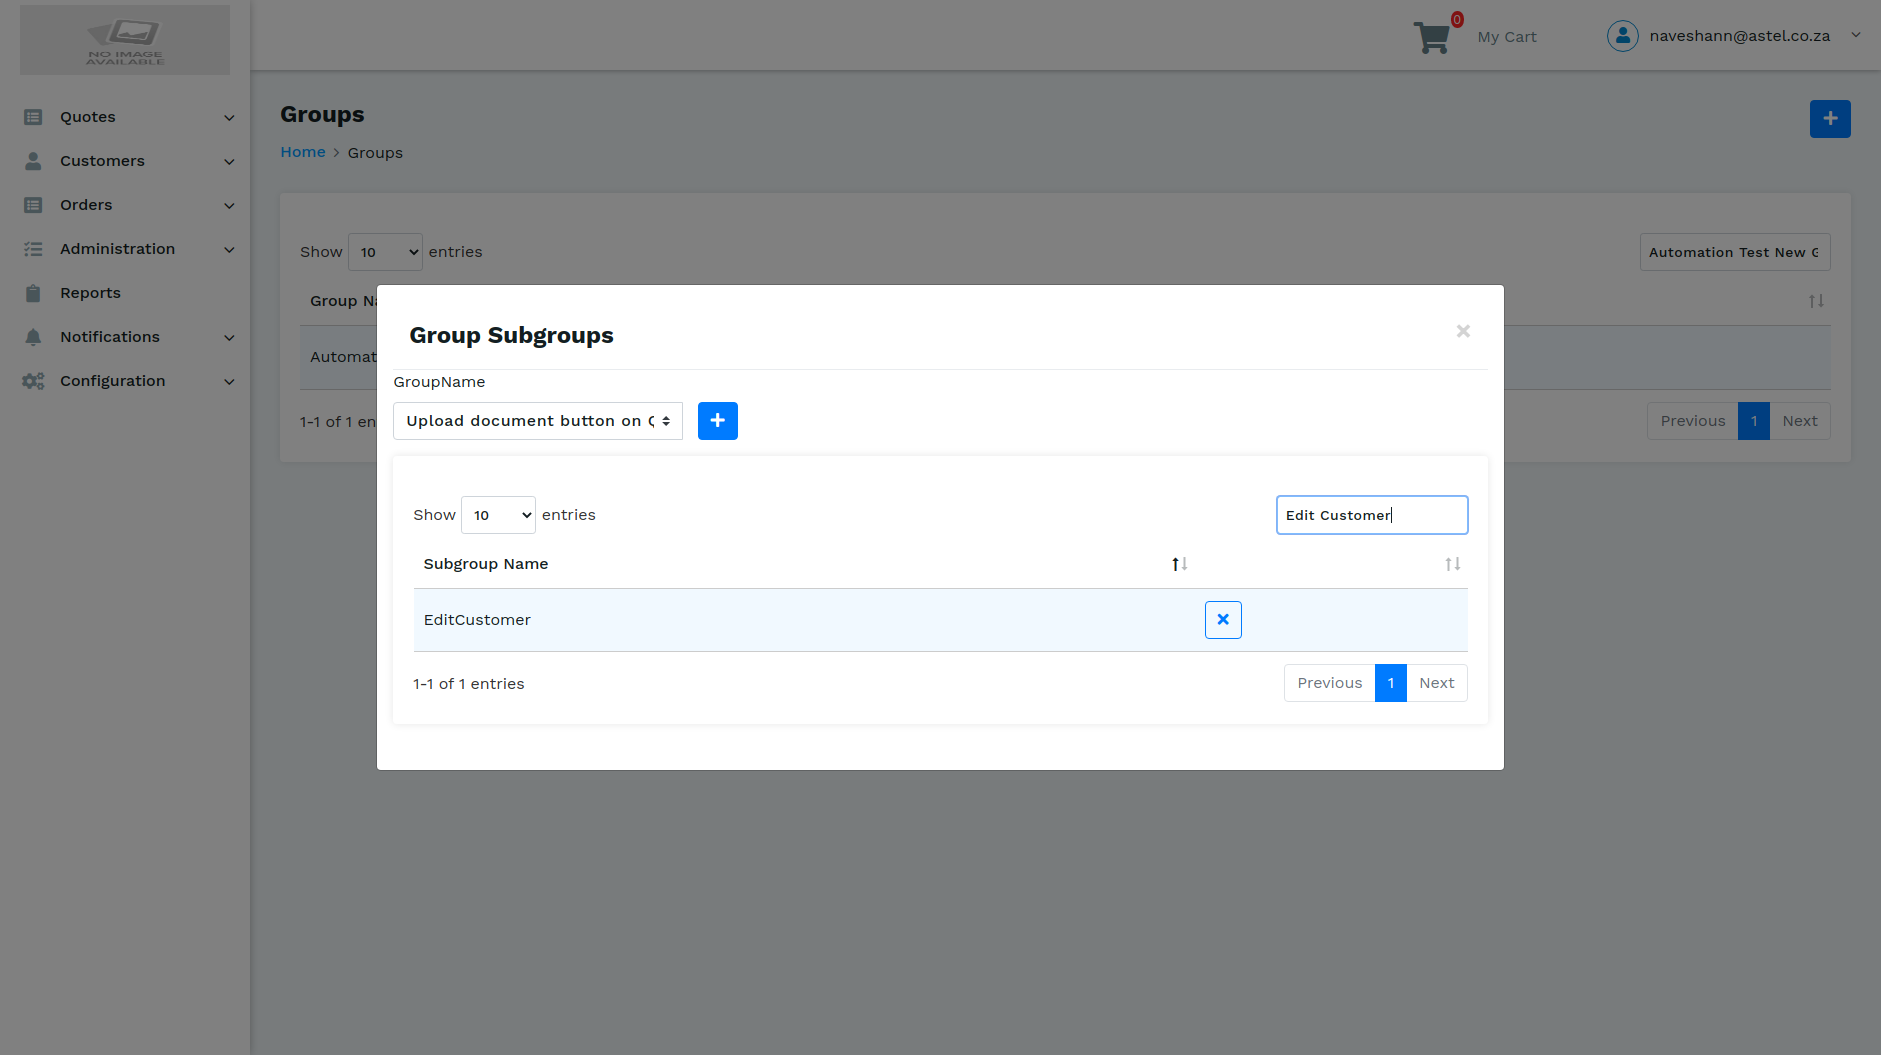 NO IMAGE
AVAILABLE
0
My Cart
naveshann@astel.co.za
Quotes
Customers
Orders
Administration
Reports
Notifications
Configuration
Groups
Home > Groups
Show 10 entries
Automation Test New G
Group Na
Automat
1-1 of 1 en
Previous 1 Next
Group Subgroups
×
GroupName
Upload document button on Q
Show 10 entries
Edit Customer
Subgroup Name
EditCustomer
1-1 of 1 entries
Previous 1 Next